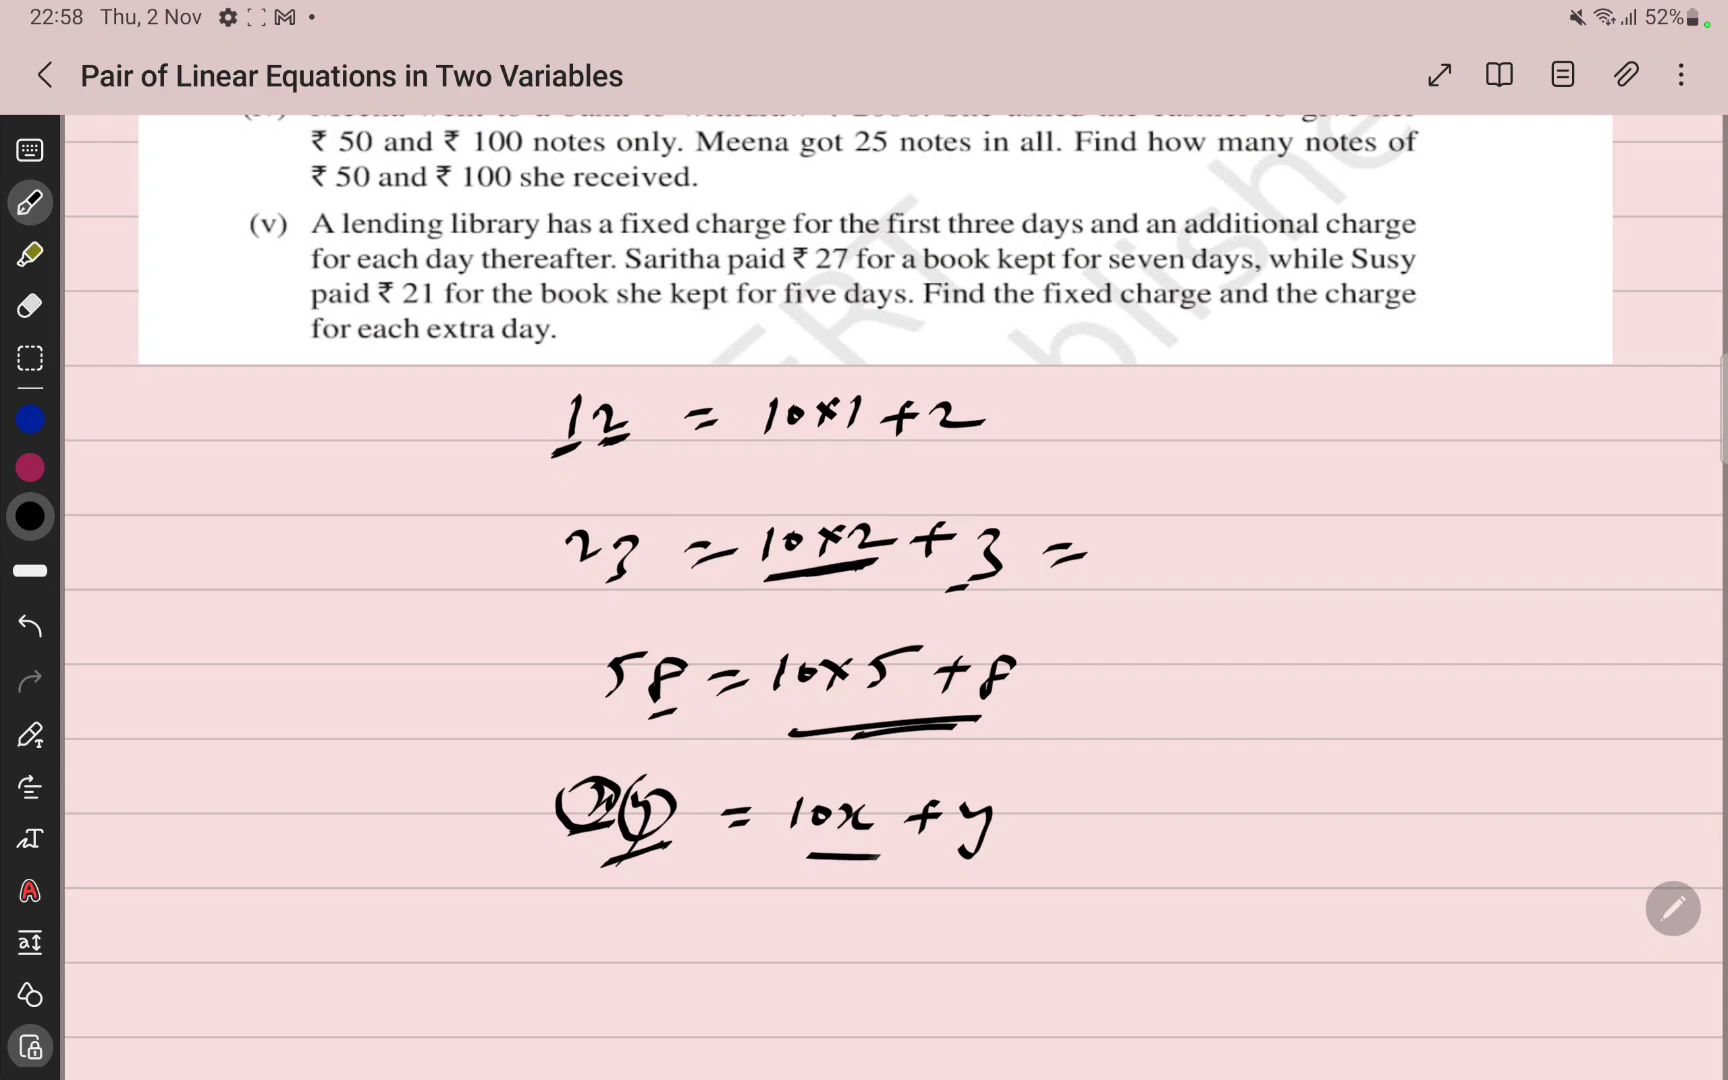 22:58 Thu, 2 Nov 52%
Pair of Linear Equations in Two Variables
₹ 50 and ₹ 100 notes only. Meena got 25 notes in all. Find how many notes of
₹ 50 and ₹ 100 she received.
(v) A lending library has a fixed charge for the first three days and an additional charge
for each day thereafter. Saritha paid ₹ 27 for a book kept for seven days, while Susy
paid ₹ 21 for the book she kept for five days. Find the fixed charge and the charge
for each extra day.
12 = 10×1+2
23 = 10×2+3 =
58 = 10×5+8
xy = 10x + y